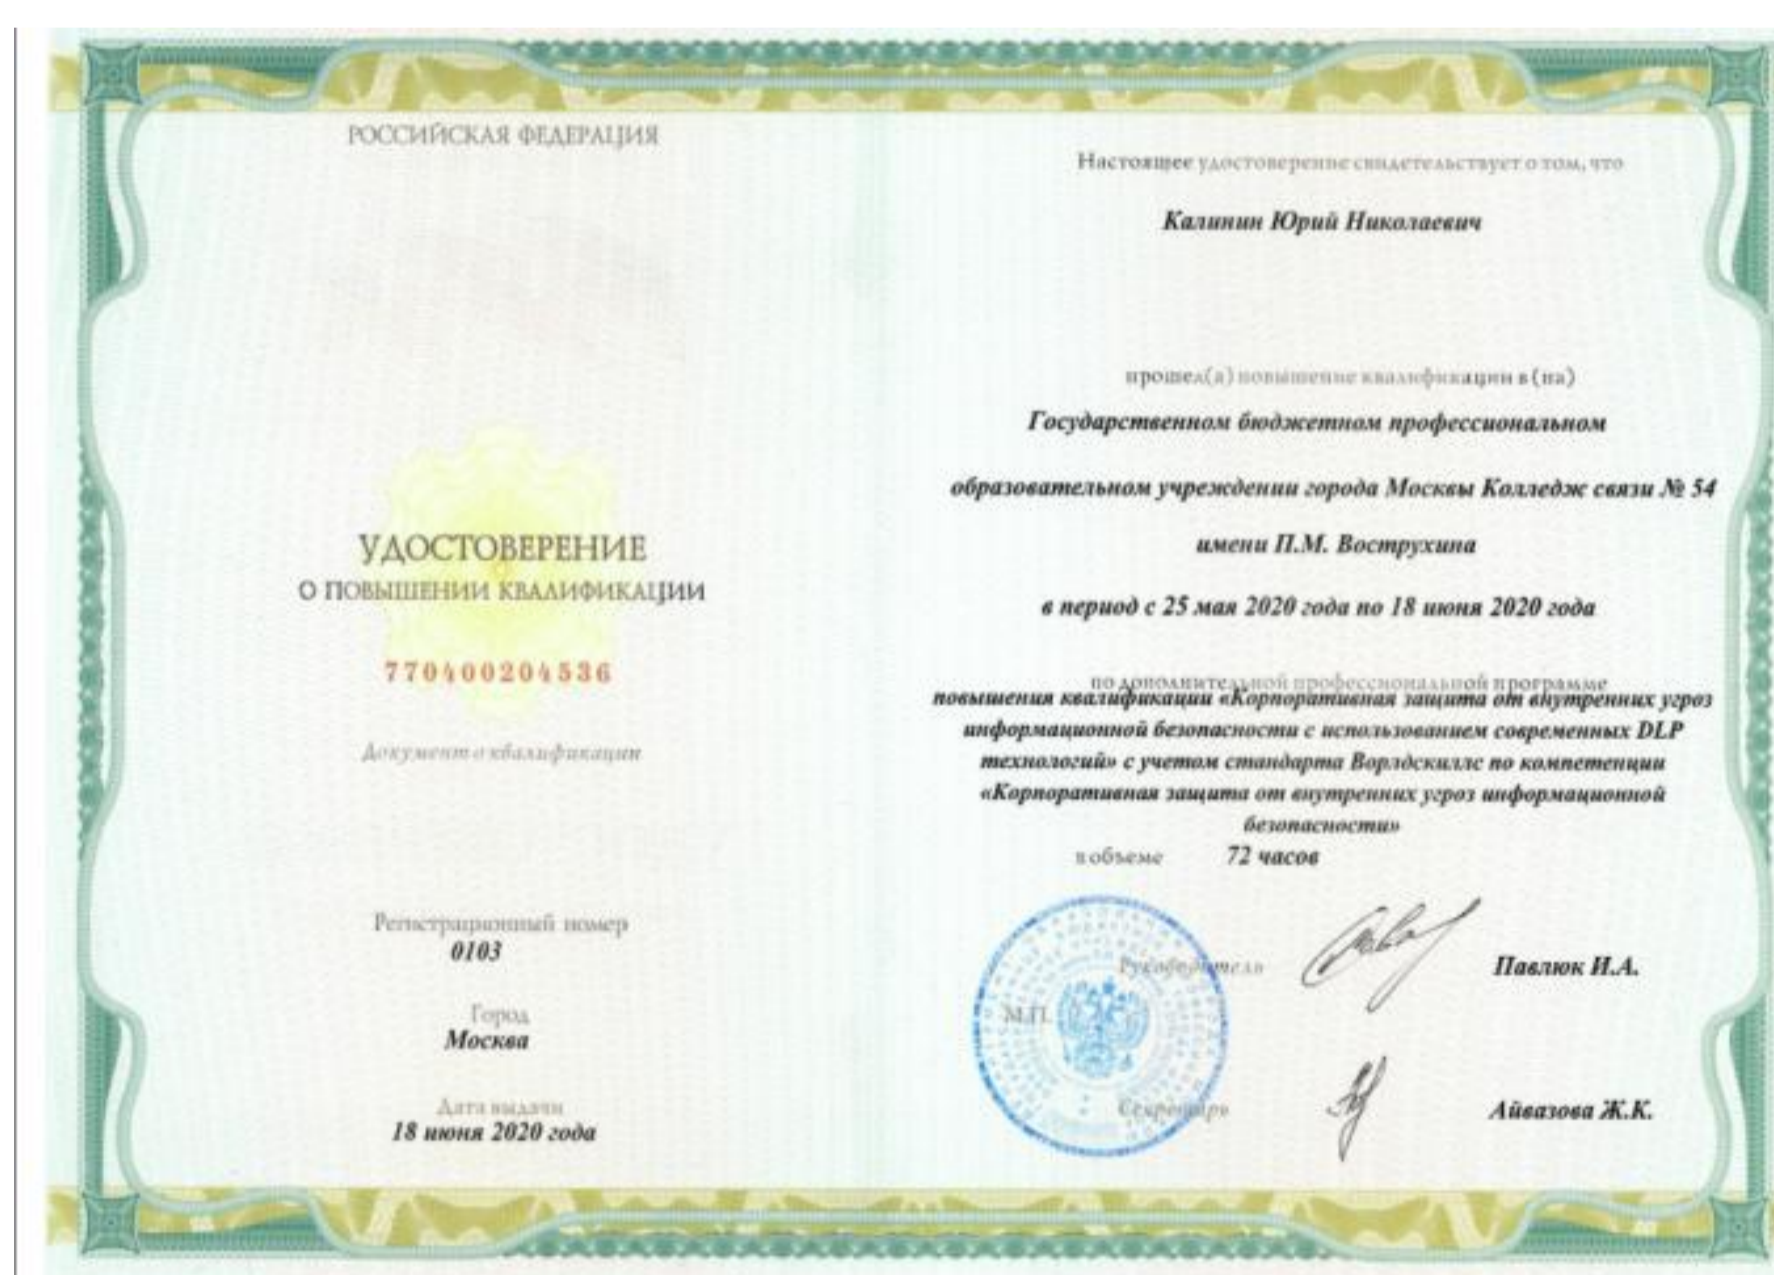 РОССИЙСКАЯ ФЕДЕРАЦИЯ
УДОСТОВЕРЕНИЕ
О ПОВЫШЕНИИ КВАЛИФИКАЦИИ
770400204536
Документ о квалификации
Регистрационный номер
0103
Город
Москва
Дата выдачи
18 июня 2020 года
Настоящее удостоверение свидетельствует о том, что
Калинин Юрий Николаевич
прошел(а) повышение квалификации в (на)
Государственном бюджетном профессиональном
образовательном учреждении города Москвы Колледж связи № 54
имени П.М. Вострухина
в период с 25 мая 2020 года по 18 июня 2020 года
по дополнительной профессиональной программе
повышения квалификации «Корпоративная защита от внутренних угроз
информационной безопасности с использованием современных DLP
технологий» с учетом стандарта Ворлдскиллс по компетенции
«Корпоративная защита от внутренних угроз информационной
безопасности»
в объеме 72 часов
Руководитель Павлюк И.А.
М.П.
Секретарь Айвазова Ж.К.